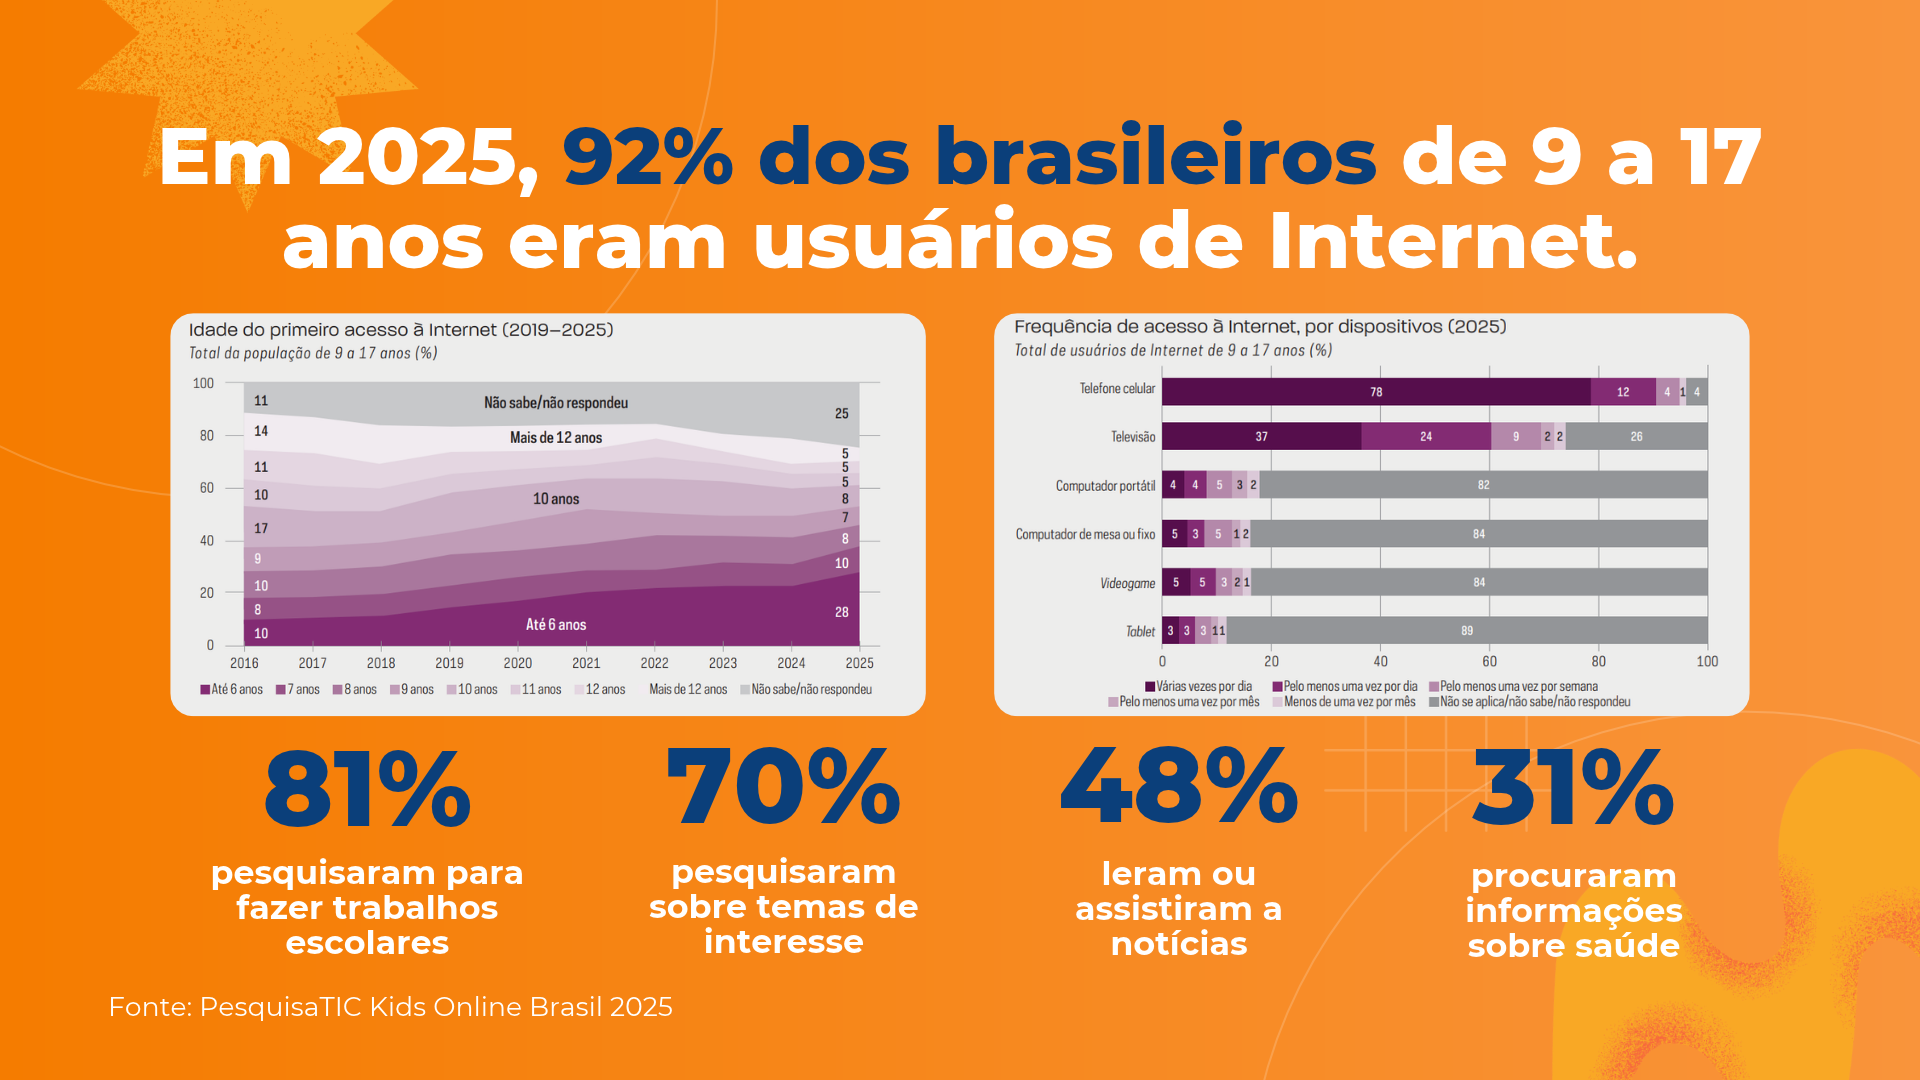 Em 2025, 92% dos brasileiros de 9 a 17
anos eram usuários de Internet.
Idade do primeiro acesso à Internet (2019–2025)
Total da população de 9 a 17 anos (%)
100
80
60
40
20
0
11
14
11
10
17
9
10
8
10
Não sabe/não respondeu
Mais de 12 anos
10 anos
Até 6 anos
25
5
5
5
8
7
8
10
28
2016 2017 2018 2019 2020 2021 2022 2023 2024 2025
Até 6 anos 7 anos 8 anos 9 anos 10 anos 11 anos 12 anos Mais de 12 anos Não sabe/não respondeu
Frequência de acesso à Internet, por dispositivos (2025)
Total de usuários de Internet de 9 a 17 anos (%)
Telefone celular 78 12 4 1 4
Televisão 37 24 9 2 2 26
Computador portátil 4 4 5 3 2 82
Computador de mesa ou fixo 5 3 5 1 2 84
Videogame 5 5 3 2 1 84
Tablet 3 3 3 1 1 89
0 20 40 60 80 100
Várias vezes por dia Pelo menos uma vez por dia Pelo menos uma vez por semana
Pelo menos uma vez por mês Menos de uma vez por mês Não se aplica/não sabe/não respondeu
81%
pesquisaram para
fazer trabalhos
escolares
70%
pesquisaram
sobre temas de
interesse
48%
leram ou
assistiram a
notícias
31%
procuraram
informações
sobre saúde
Fonte: PesquisaTIC Kids Online Brasil 2025